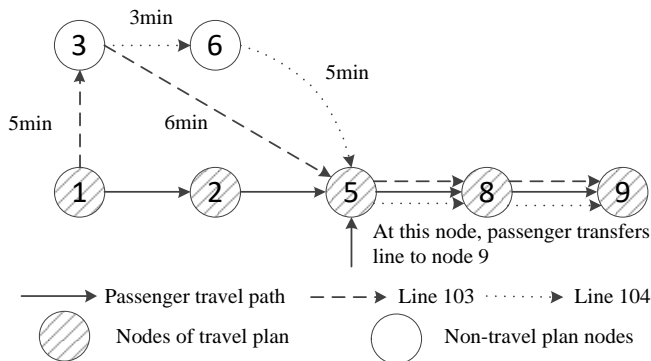 3min
3
6
5min
5min
6min
1
2
5
8
9
At this node, passenger transfers
line to node 9
Passenger travel path
Line 103
Line 104
Nodes of travel plan
Non-travel plan nodes